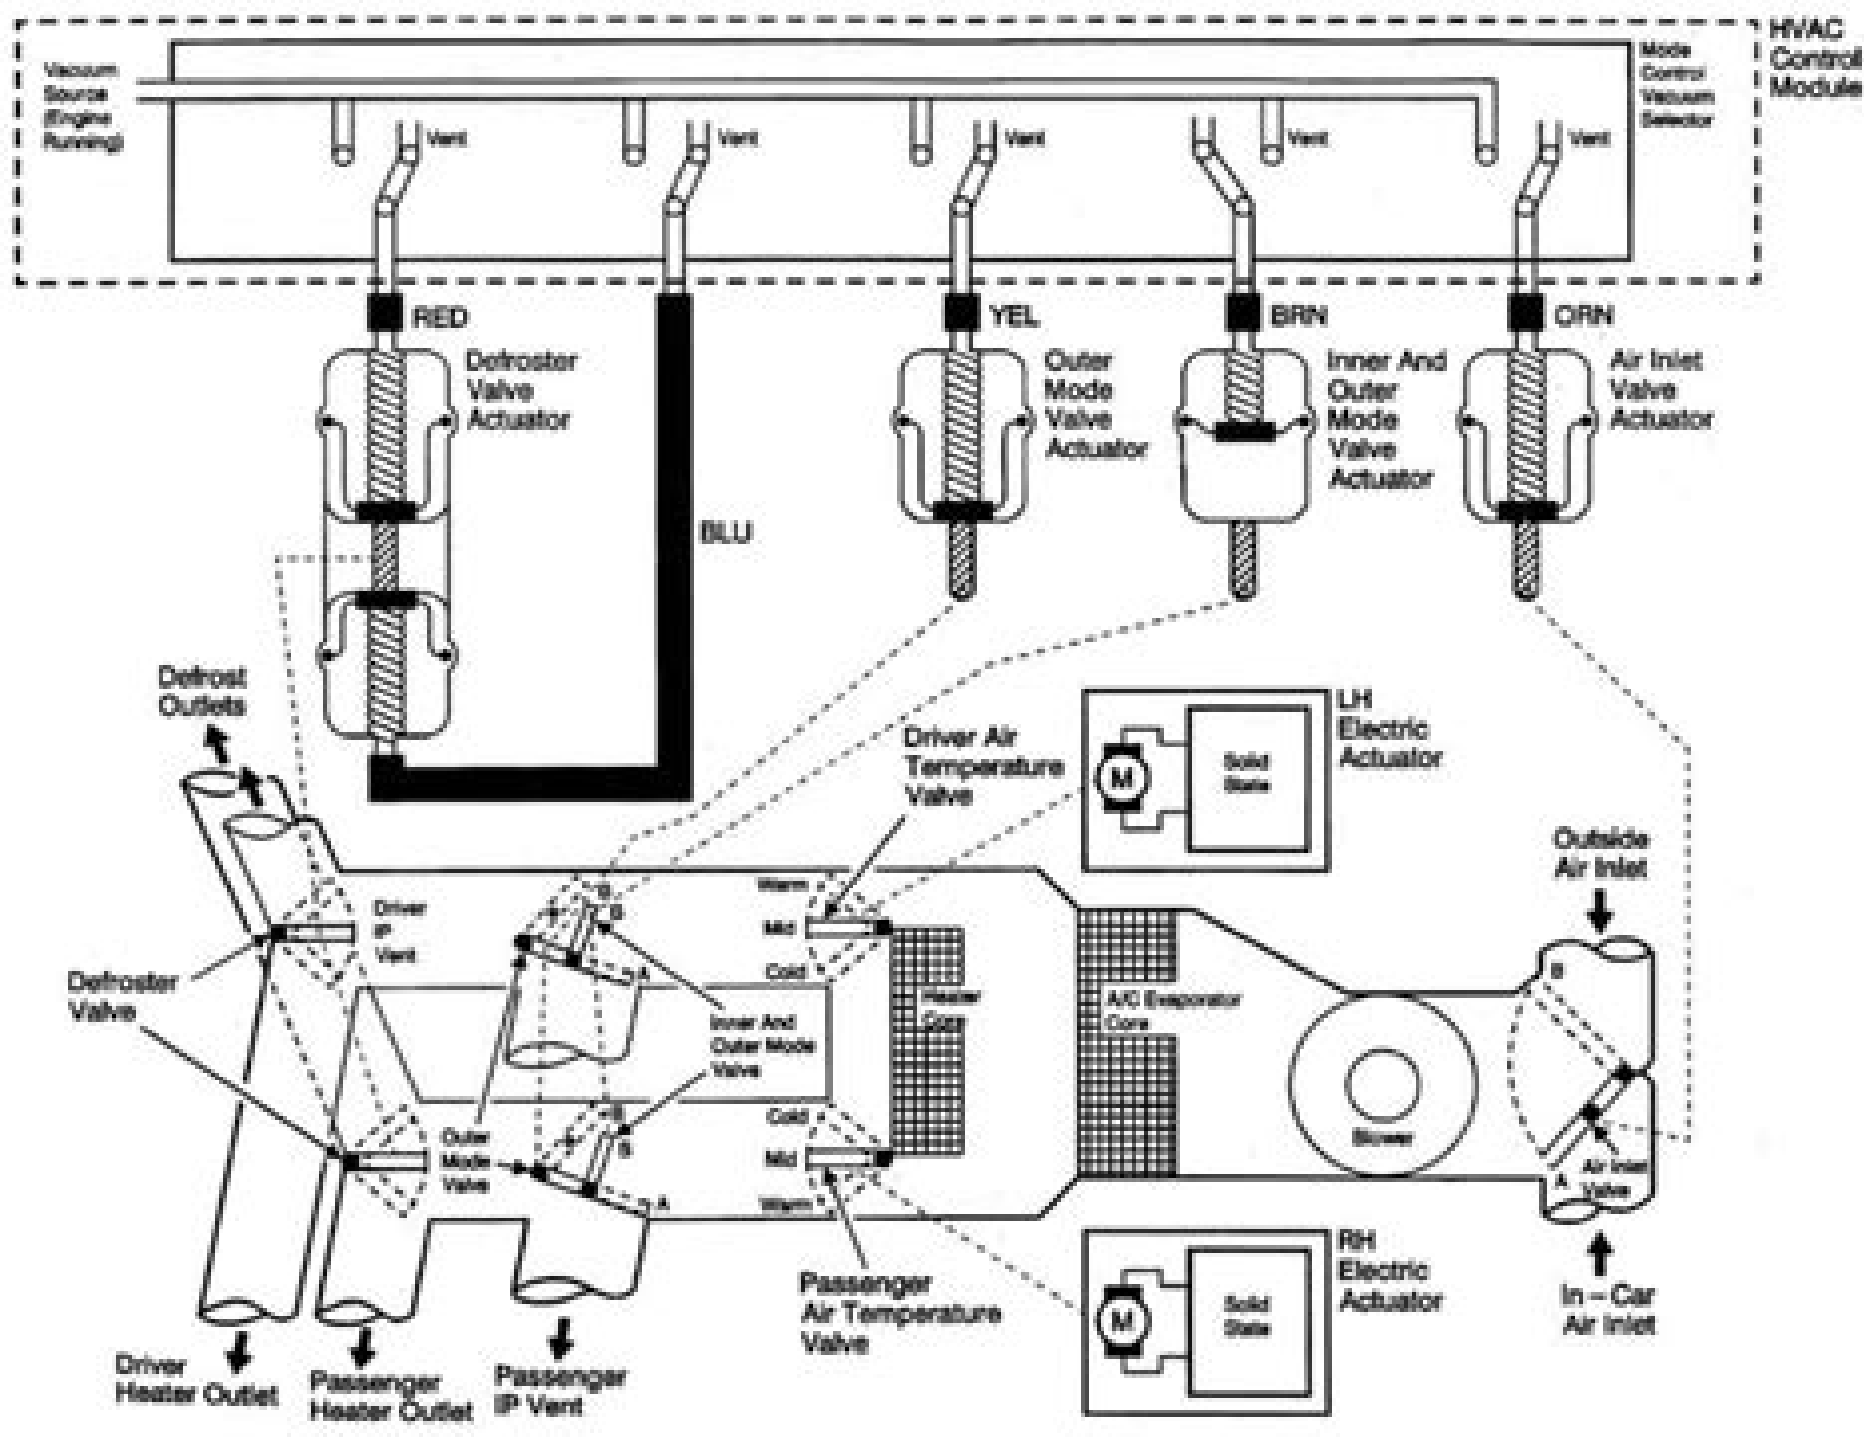 HVAC
Control
Module
Vacuum
Source
(Engine
Running)
Mode
Control
Vacuum
Selector
Vent
Vent
Vent
Vent
Vent
RED
YEL
BRN
ORN
Defroster
Valve
Actuator
Outer
Mode
Valve
Actuator
Inner And
Outer
Mode
Valve
Actuator
Air Inlet
Valve
Actuator
BLU
Defrost
Outlets
Driver Air
Temperature
Valve
LH
Electric
Actuator
M
Solid
State
Outside
Air Inlet
Driver
IP
Vent
Warm
Mid
Cold
B
B
A
Defroster
Valve
Heater
Core
A/C Evaporator
Core
B
Inner And
Outer Mode
Valve
Outer
Mode
Valve
B
B
A
Cold
Mid
Warm
Blower
A
Air Inlet
Valve
Passenger
Air Temperature
Valve
RH
Electric
Actuator
M
Solid
State
In-Car
Air Inlet
Driver
Heater Outlet
Passenger
Heater Outlet
Passenger
IP Vent